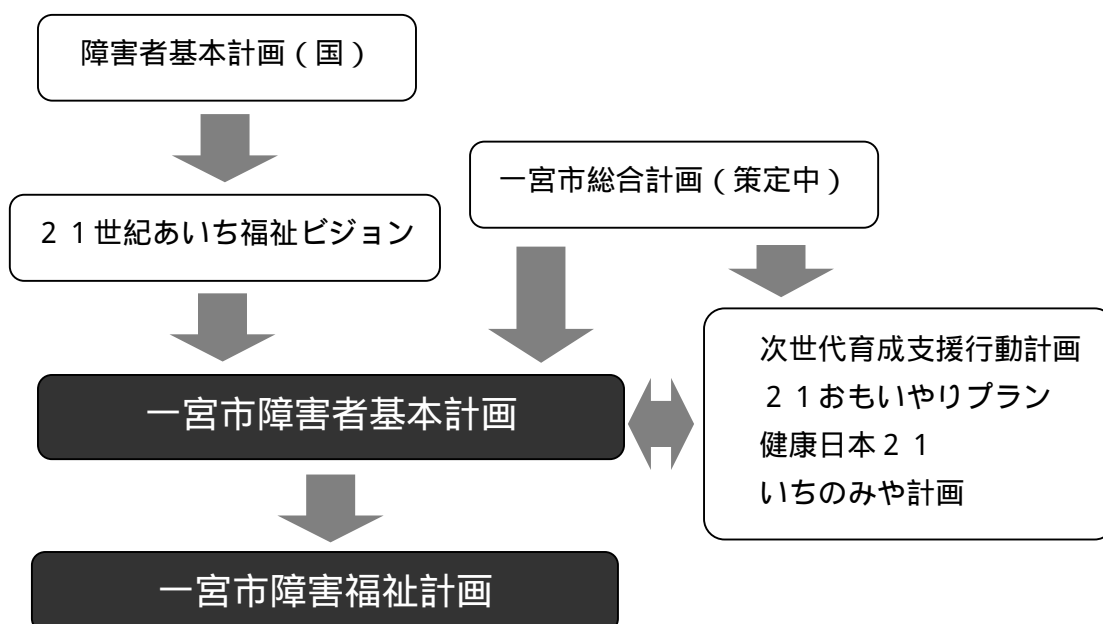 障害者基本計画(国)
一宮市総合計画(策定中)
21世紀あいち福祉ビジョン
次世代育成支援行動計画
21おもいやりプラン
健康日本21
いちのみや計画
一宮市障害者基本計画
一宮市障害福祉計画